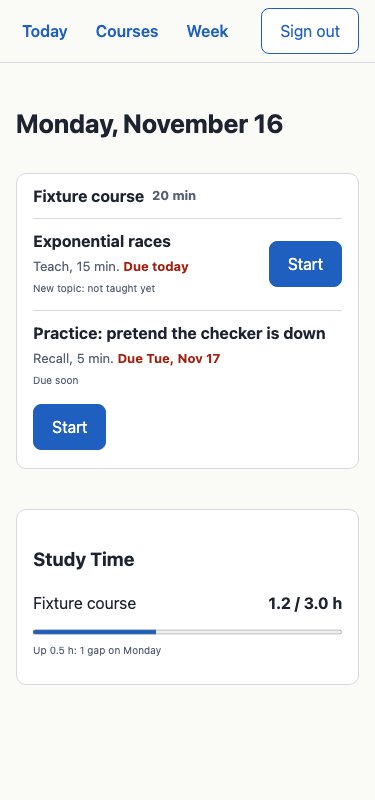 Today Courses Week Sign out
Monday, November 16
Fixture course 20 min
Exponential races
Teach, 15 min. Due today
New topic: not taught yet
Start
Practice: pretend the checker is down
Recall, 5 min. Due Tue, Nov 17
Due soon
Start
Study Time
Fixture course 1.2 / 3.0 h
Up 0.5 h: 1 gap on Monday